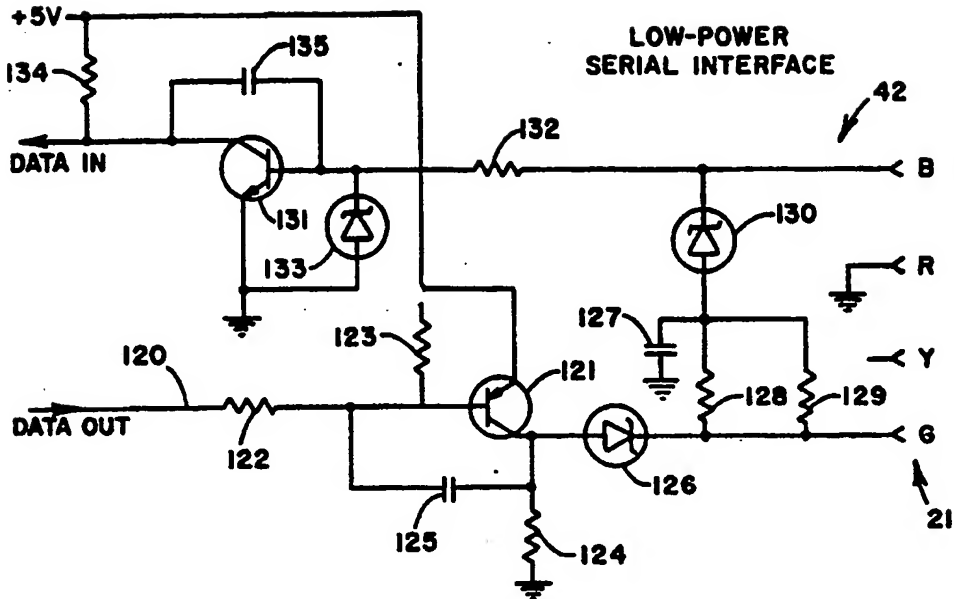 +5V
135
LOW-POWER
SERIAL INTERFACE
134
42
132
DATA IN
B
131
130
133
R
123
127
121
Y
120
128
129
DATA OUT
G
122
126
21
125
124